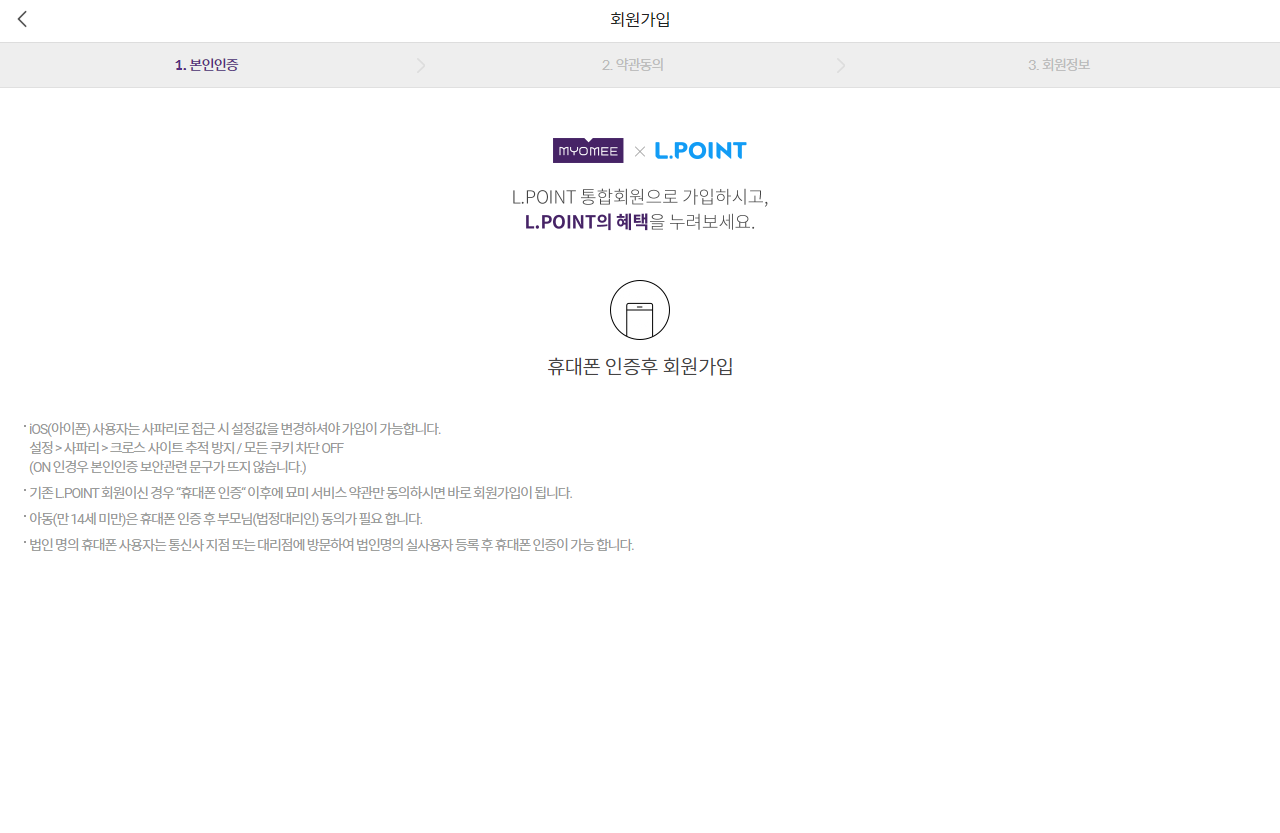 회원가입
1. 본인인증
2. 약관동의
3. 회원정보
MYOMEE × L.POINT
L.POINT 통합회원으로 가입하시고,
L.POINT의 혜택을 누려보세요.
휴대폰 인증후 회원가입
· iOS(아이폰) 사용자는 사파리로 접근 시 설정값을 변경하셔야 가입이 가능합니다.
설정 > 사파리 > 크로스 사이트 추적 방지 / 모든 쿠키 차단 OFF
(ON 인경우 본인인증 보안관련 문구가 뜨지 않습니다.)
· 기존 L.POINT 회원이신 경우 “휴대폰 인증“ 이후에 묘미 서비스 약관만 동의하시면 바로 회원가입이 됩니다.
· 아동(만 14세 미만)은 휴대폰 인증 후 부모님(법정대리인) 동의가 필요 합니다.
· 법인 명의 휴대폰 사용자는 통신사 지점 또는 대리점에 방문하여 법인명의 실사용자 등록 후 휴대폰 인증이 가능 합니다.